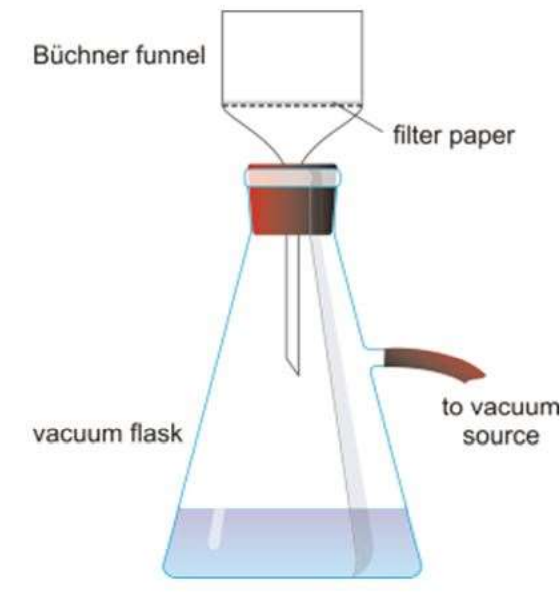 Büchner funnel
filter paper
vacuum flask
to vacuum
source